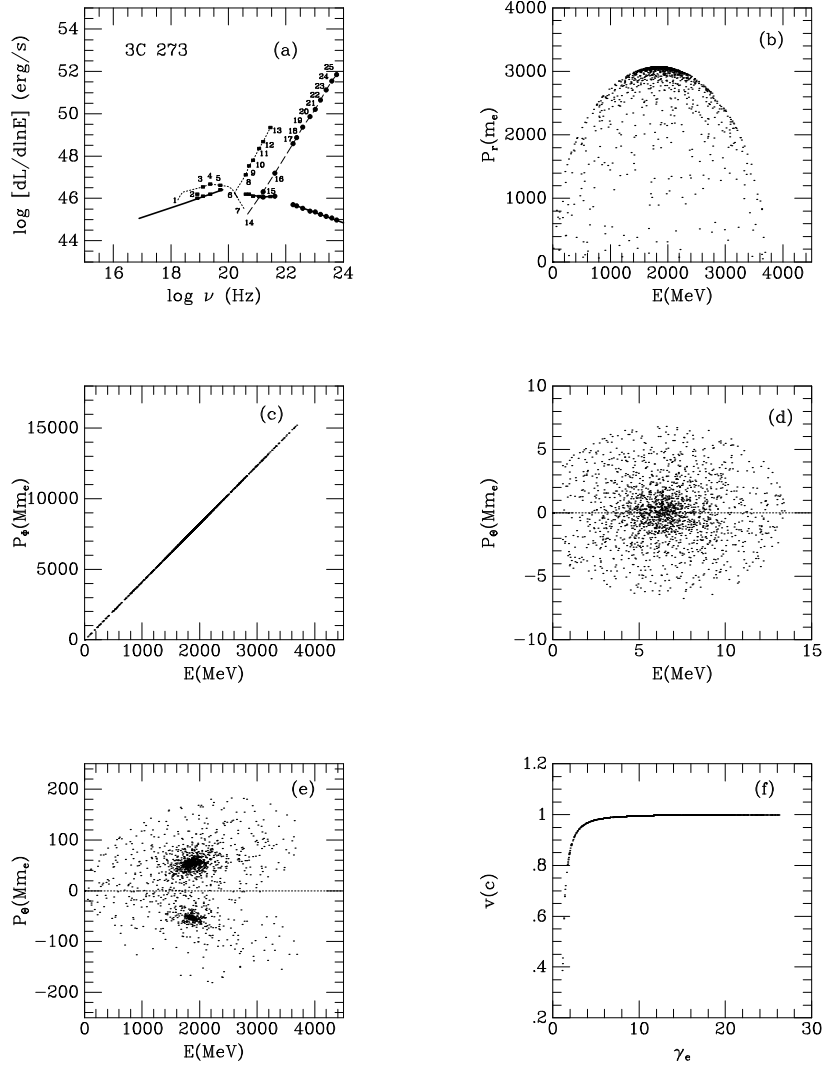 3C 273
(a)
55
52
50
48
46
44
log [dL/dlnE] (erg/s)
1
2
3
4
5
6
7
8
9
10
11
12
13
14
15
16
17
18
19
20
21
22
23
24
25
16 18 20 22 24
log ν (Hz)
(b)
4000
3000
2000
1000
0
P_r(m_e)
0 1000 2000 3000 4000
E(MeV)
(c)
15000
10000
5000
0
P_Φ(Mm_e)
0 1000 2000 3000 4000
E(MeV)
(d)
10
5
0
−5
−10
P_Θ(Mm_e)
0 5 10 15
E(MeV)
(e)
200
100
0
−100
−200
P_Θ(Mm_e)
0 1000 2000 3000 4000
E(MeV)
(f)
1.2
1
.8
.6
.4
.2
v(c)
0 10 20 30
γ_e